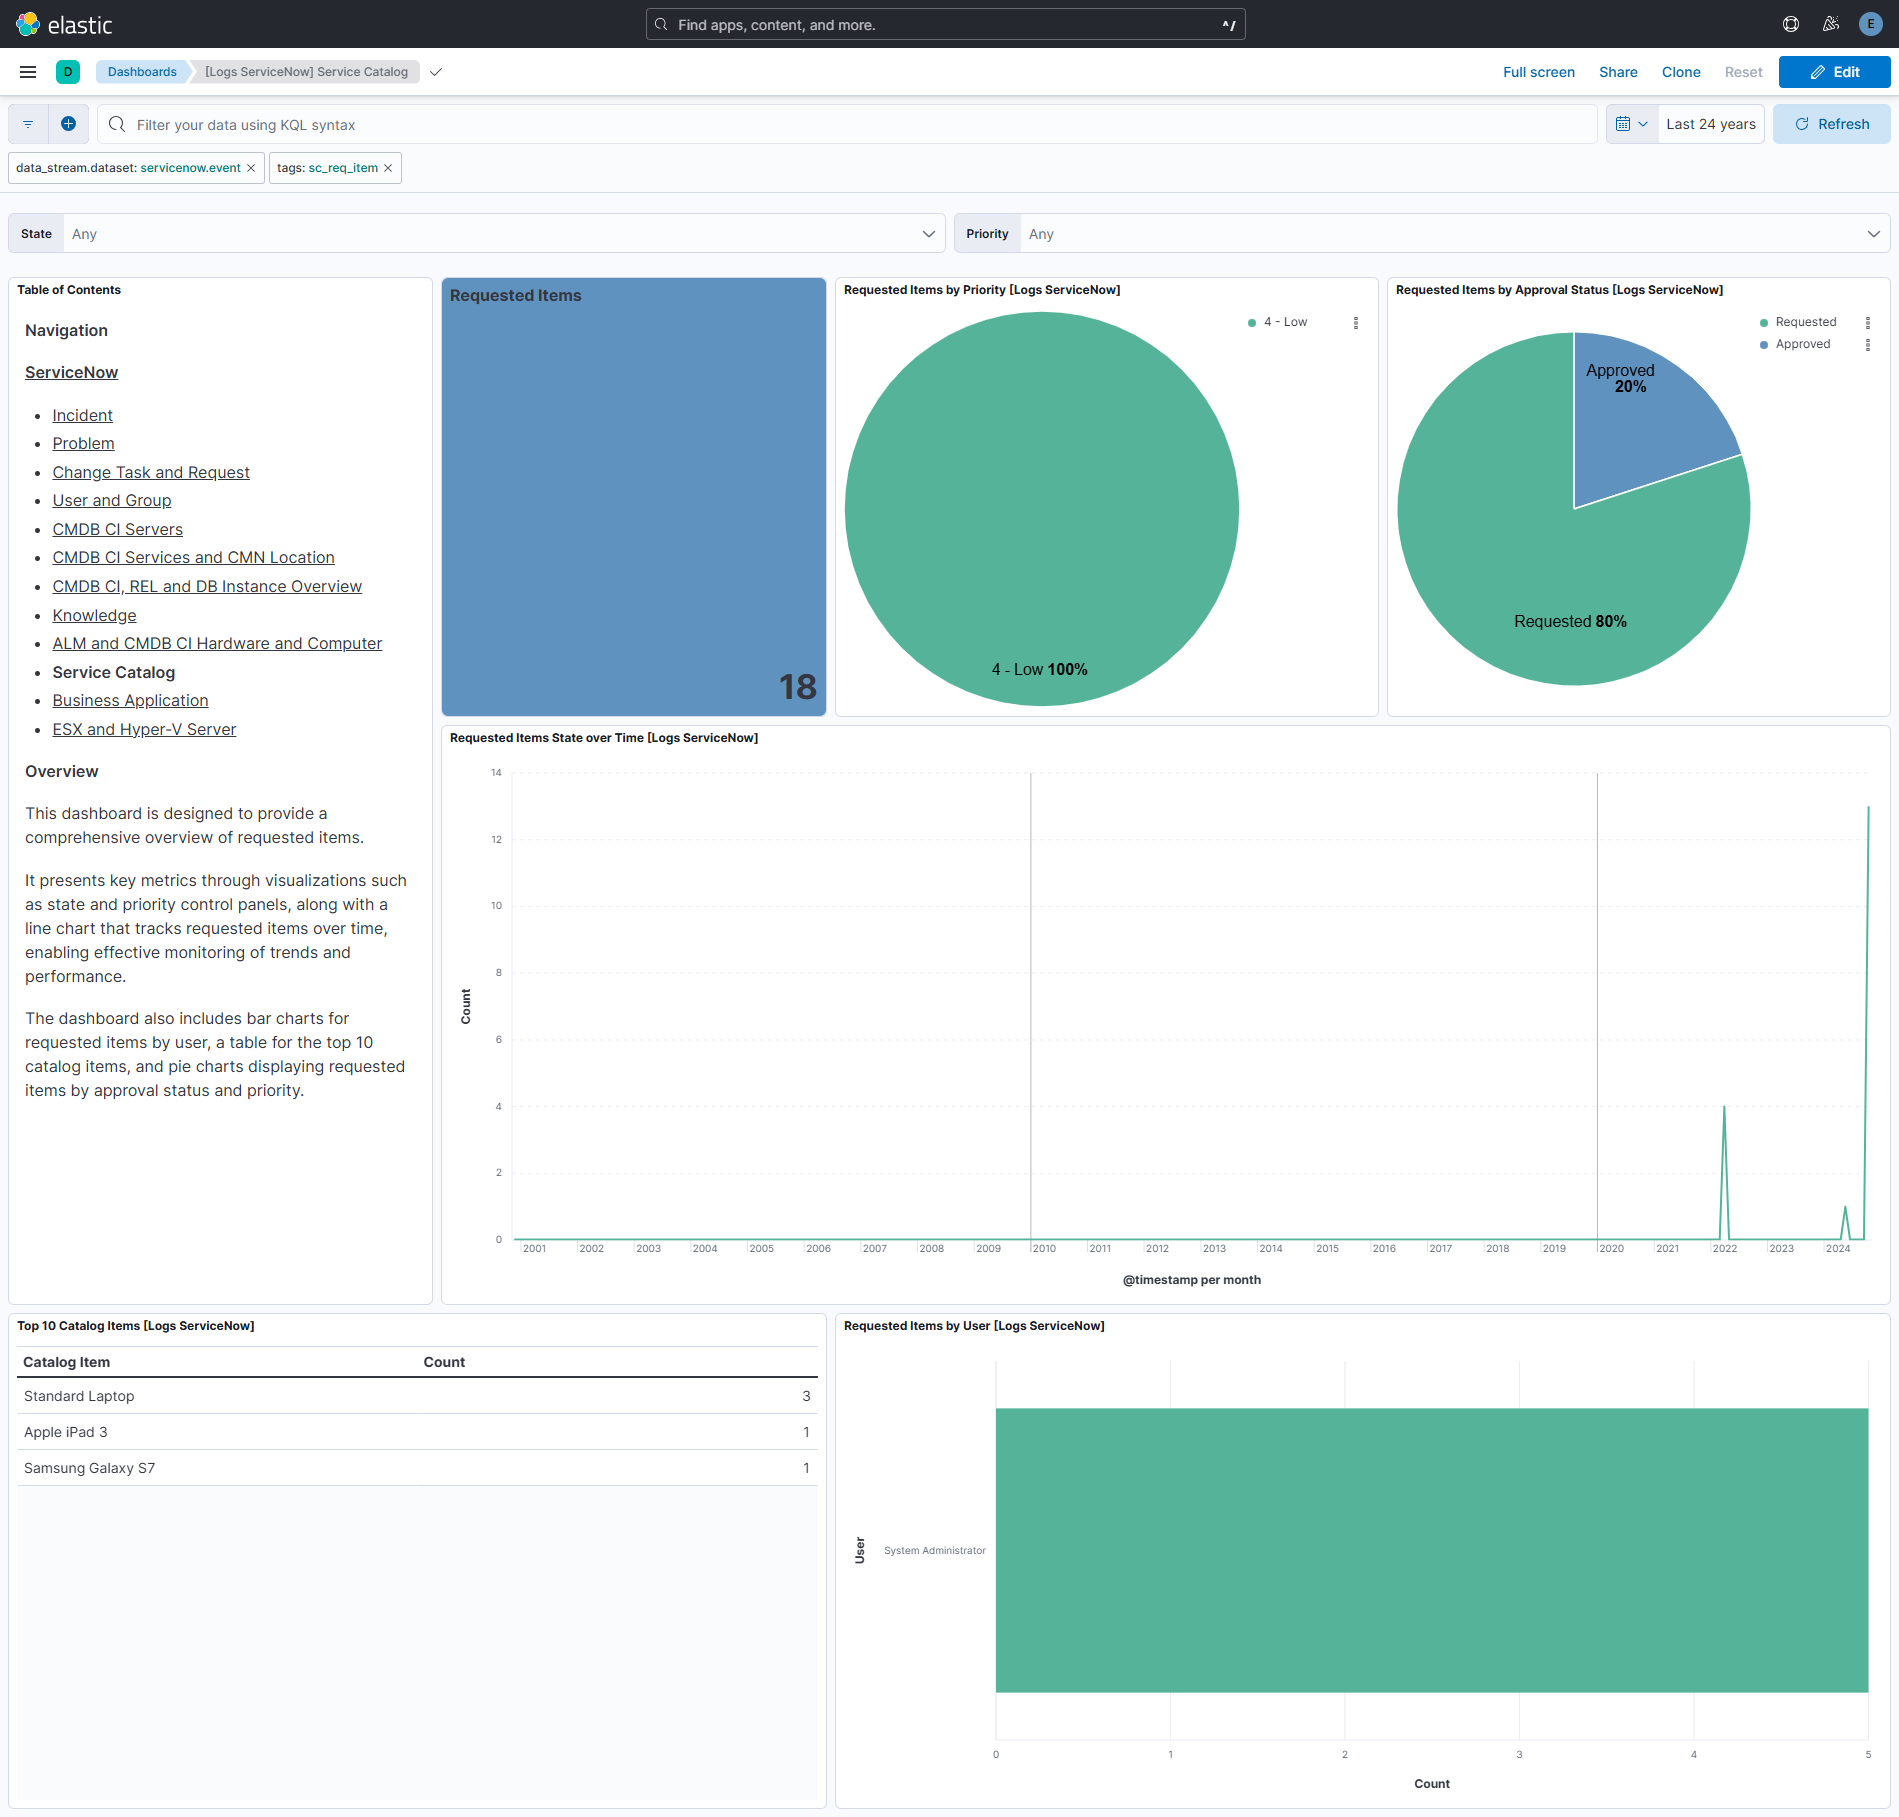 elastic
Find apps, content, and more.
^/
E
D
Dashboards
[Logs ServiceNow] Service Catalog
Full screen
Share
Clone
Reset
Edit
Filter your data using KQL syntax
Last 24 years
Refresh
data_stream.dataset: servicenow.event
tags: sc_req_item
State
Any
Priority
Any
Table of Contents
Navigation
ServiceNow
Incident
Problem
Change Task and Request
User and Group
CMDB CI Servers
CMDB CI Services and CMN Location
CMDB CI, REL and DB Instance Overview
Knowledge
ALM and CMDB CI Hardware and Computer
Service Catalog
Business Application
ESX and Hyper-V Server
Overview
This dashboard is designed to provide a
comprehensive overview of requested items.
It presents key metrics through visualizations such
as state and priority control panels, along with a
line chart that tracks requested items over time,
enabling effective monitoring of trends and
performance.
The dashboard also includes bar charts for
requested items by user, a table for the top 10
catalog items, and pie charts displaying requested
items by approval status and priority.
Requested Items
18
Requested Items by Priority [Logs ServiceNow]
4 - Low
4 - Low 100%
Requested Items by Approval Status [Logs ServiceNow]
Requested
Approved
Approved
20%
Requested 80%
Requested Items State over Time [Logs ServiceNow]
14
12
10
8
6
4
2
0
Count
2001 2002 2003 2004 2005 2006 2007 2008 2009 2010 2011 2012 2013 2014 2015 2016 2017 2018 2019 2020 2021 2022 2023 2024
@timestamp per month
Top 10 Catalog Items [Logs ServiceNow]
Catalog Item Count
Standard Laptop 3
Apple iPad 3 1
Samsung Galaxy S7 1
Requested Items by User [Logs ServiceNow]
User
System Administrator
0 1 2 3 4 5
Count